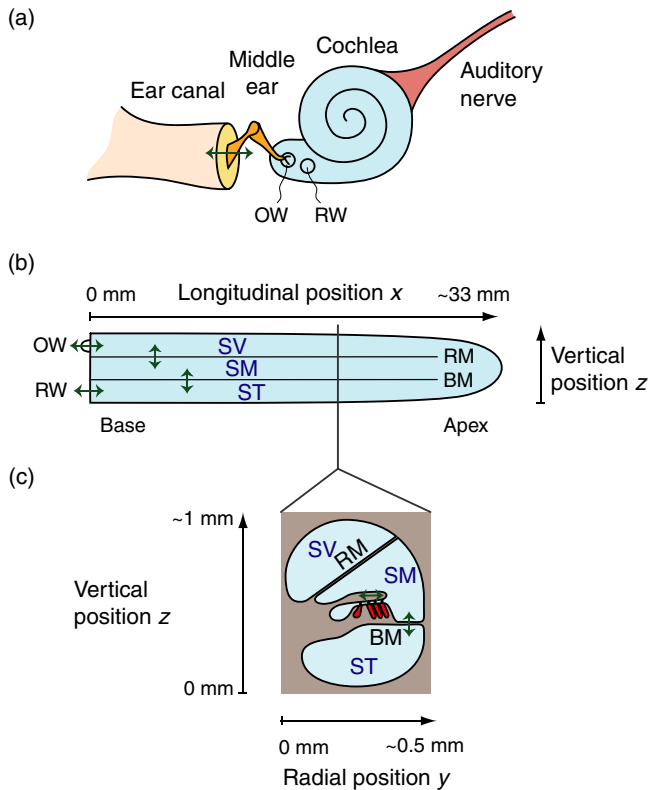 (a)
Cochlea
Middle
ear
Ear canal
Auditory
nerve
OW
RW
(b)
0 mm
Longitudinal position x
~33 mm
OW
SV
RM
SM
BM
RW
ST
Vertical
position z
Base
Apex
(c)
~1 mm
SV
RM
SM
Vertical
position z
BM
ST
0 mm
0 mm
~0.5 mm
Radial position y